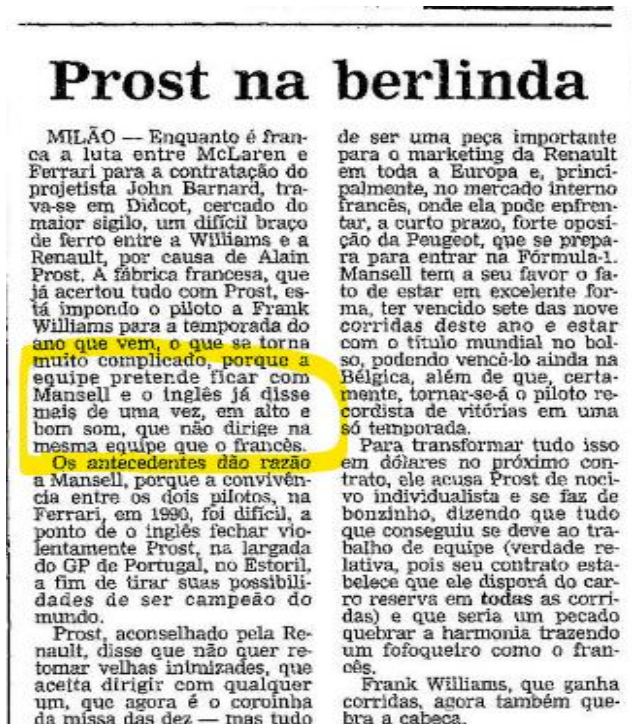 Prost na berlinda
MILÃO — Enquanto é fran-
ca a luta entre McLaren e
Ferrari para a contratação do
projetista John Barnard, tra-
va-se em Didcot, cercado do
maior sigilo, um difícil braço
de ferro entre a Williams e a
Renault, por causa de Alain
Prost. A fábrica francesa, que
já acertou tudo com Prost, es-
tá impondo o piloto a Frank
Williams para a temporada do
ano que vem, o que se torna
muito complicado, porque a
equipe pretende ficar com
Mansell e o inglês já disse
mais de uma vez, em alto e
bom som, que não dirige na
mesma equipe que o francês.
Os antecedentes dão razão
a Mansell, porque a convivên-
cia entre os dois pilotos, na
Ferrari, em 1990, foi difícil, a
ponto de o inglês fechar vio-
lentamente Prost, na largada
do GP de Portugal, no Estoril,
a fim de tirar suas possibili-
dades de ser campeão do
mundo.
Prost, aconselhado pela Re-
nault, disse que não quer re-
tomar velhas inimizades, que
aceita dirigir com qualquer
um, que agora é o coroinha
da missa das dez — mas tudo
de ser uma peça importante
para o marketing da Renault
em toda a Europa e, princi-
palmente, no mercado interno
francês, onde ela pode enfren-
tar, a curto prazo, forte oposi-
ção da Peugeot, que se prepa-
ra para entrar na Fórmula-1.
Mansell tem a seu favor o fa-
to de estar em excelente for-
ma, ter vencido sete das nove
corridas deste ano e estar
com o título mundial no bol-
so, podendo vencê-lo ainda na
Bélgica, além de que, certa-
mente, tornar-se-á o piloto re-
cordista de vitórias em uma
só temporada.
Para transformar tudo isso
em dólares no próximo con-
trato, ele acusa Prost de noci-
vo individualista e se faz de
bonzinho, dizendo que tudo
que conseguiu se deve ao tra-
balho de equipe (verdade re-
lativa, pois seu contrato esta-
belece que ele disporá do car-
ro reserva em todas as corri-
das) e que seria um pecado
quebrar a harmonia trazendo
um fofoqueiro como o fran-
cês.
Frank Williams, que ganha
corridas, agora também que-
bra a cabeça.